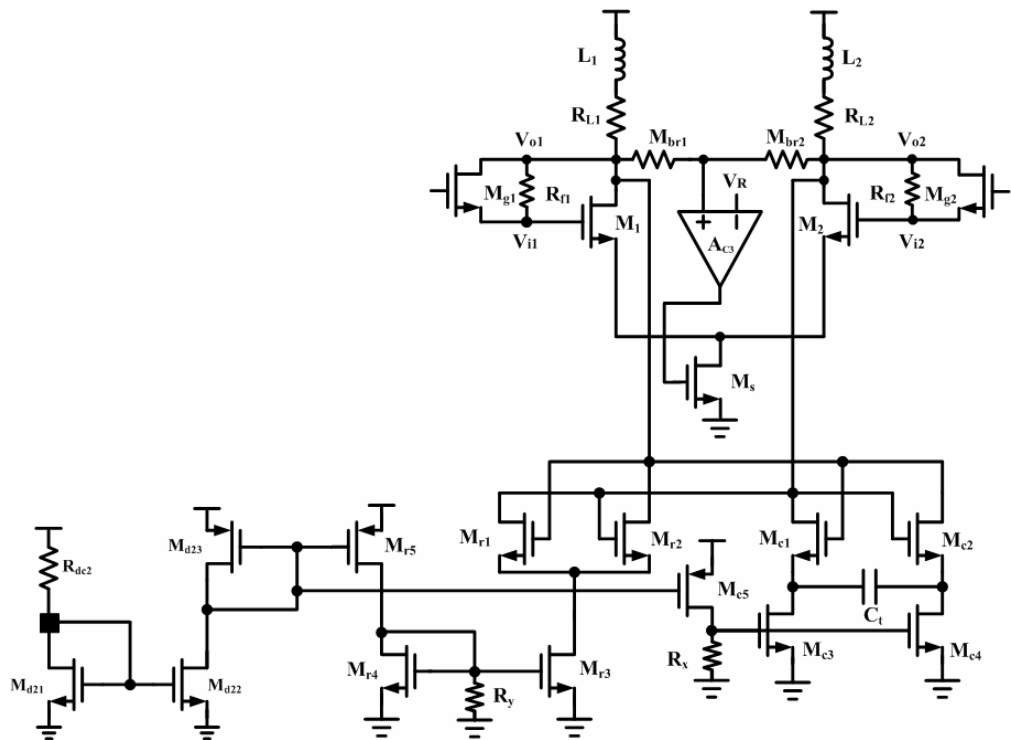 L1 L2
RL1 RL2
Mbr1 Mbr2
Vo1 Vo2
VR
Mg1 Rf1 Rf2 Mg2
M1 M2
+ −
AC3
Vi1 Vi2
Ms
Mr1 Mr2 Mc1 Mc2
Md23 Mr5
Rdc2
Mc5
Ct
Mr4 Mr3 Rx Mc3 Mc4
Md21 Md22
Ry